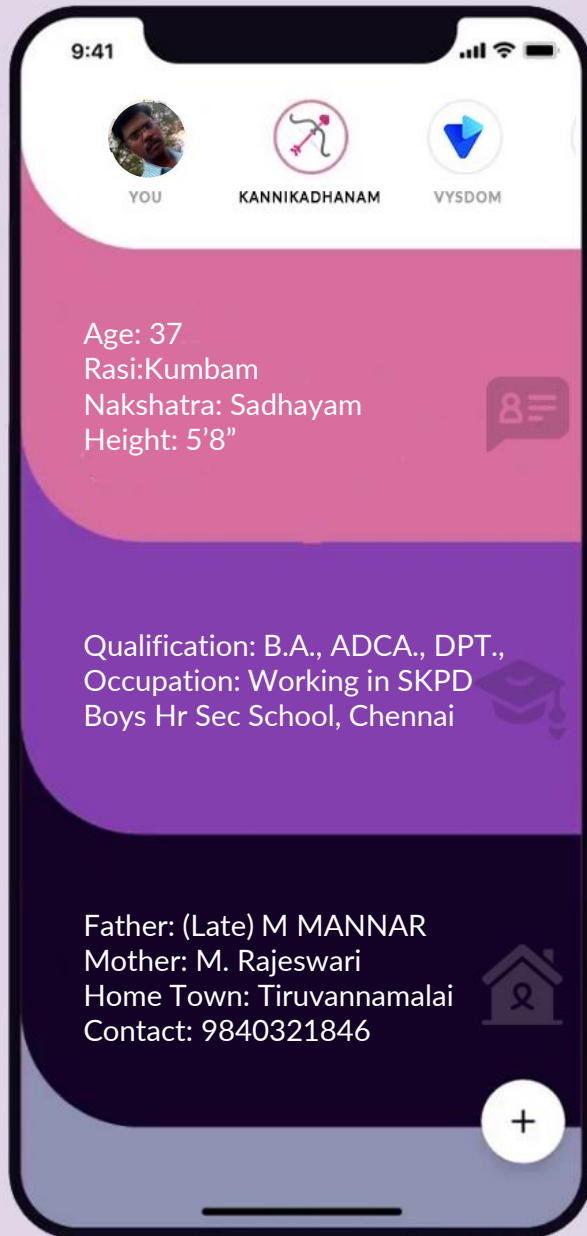 9:41
YOU
KANNIKADHANAM
VYSDOM
Age: 37
Rasi:Kumbam
Nakshatra: Sadhayam
Height: 5’8”
Qualification: B.A., ADCA., DPT.,
Occupation: Working in SKPD
Boys Hr Sec School, Chennai
Father: (Late) M MANNAR
Mother: M. Rajeswari
Home Town: Tiruvannamalai
Contact: 9840321846